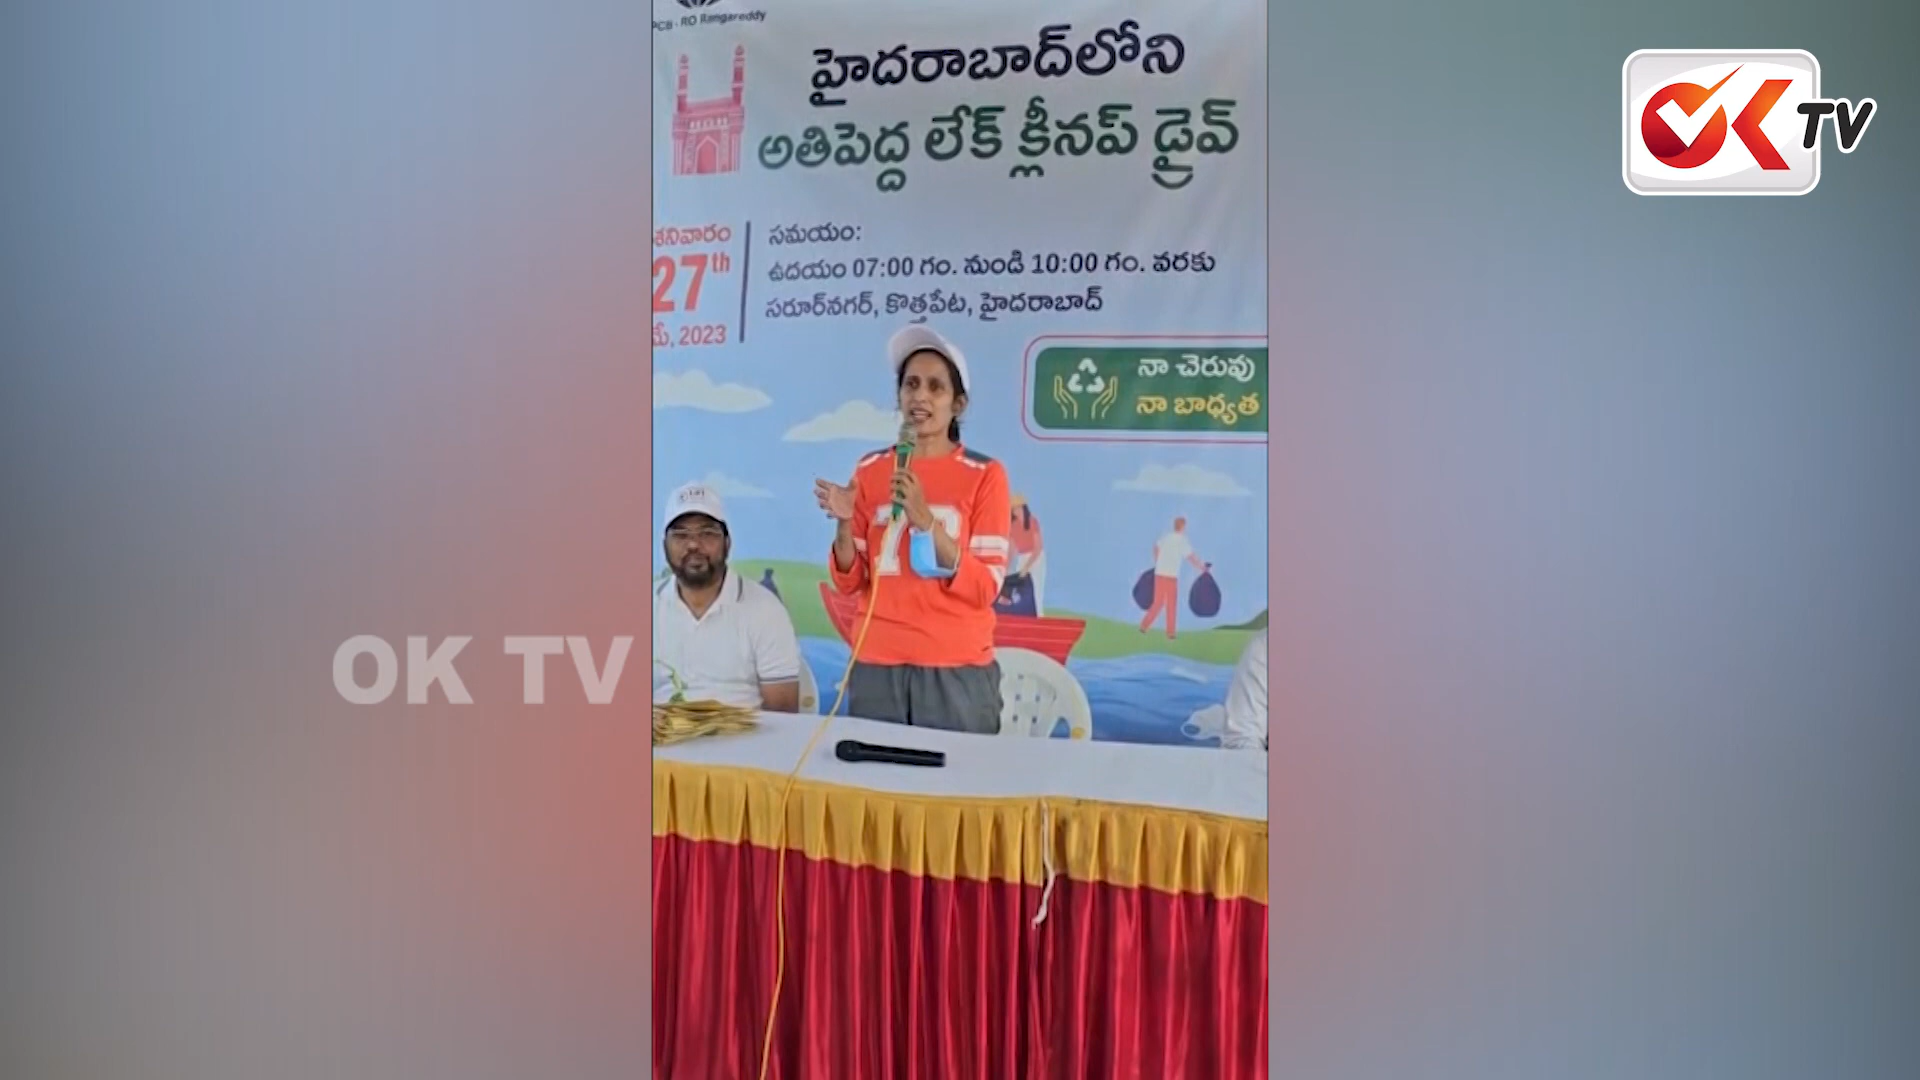 PCB - RO Rangareddy
హైదరాబాద్‌లోని
అతిపెద్ద లేక్ క్లీనప్ డ్రైవ్
శనివారం
27th
మే, 2023
సమయం:
ఉదయం 07:00 గం. నుండి 10:00 గం. వరకు
సరూర్‌నగర్, కొత్తపేట, హైదరాబాద్
నా చెరువు
నా బాధ్యత
OK TV
OK TV